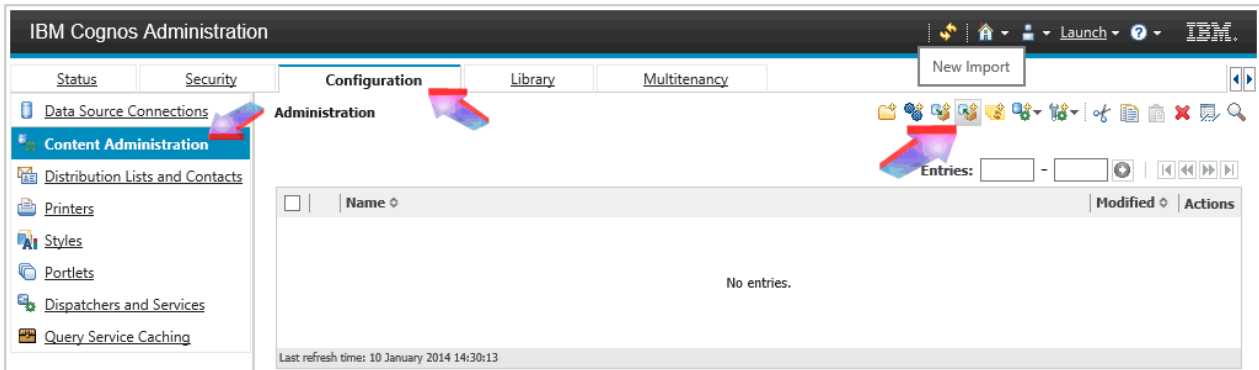 IBM Cognos Administration
Launch
IBM.
New Import
Status Security Configuration Library Multitenancy
Data Source Connections
Administration
Content Administration
Distribution Lists and Contacts
Entries: -
Printers
Name Modified Actions
Styles
Portlets
No entries.
Dispatchers and Services
Query Service Caching
Last refresh time: 10 January 2014 14:30:13